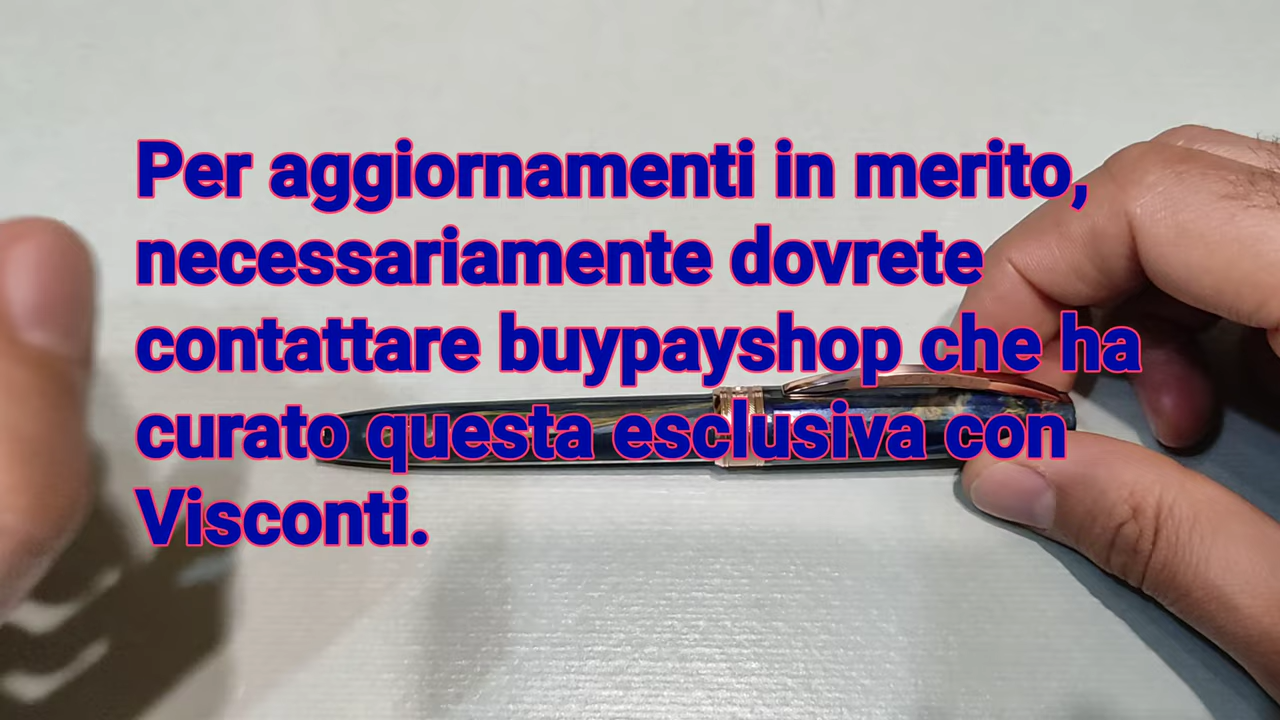 Per aggiornamenti in merito,
necessariamente dovrete
contattare buypayshop che ha
curato questa esclusiva con
Visconti.